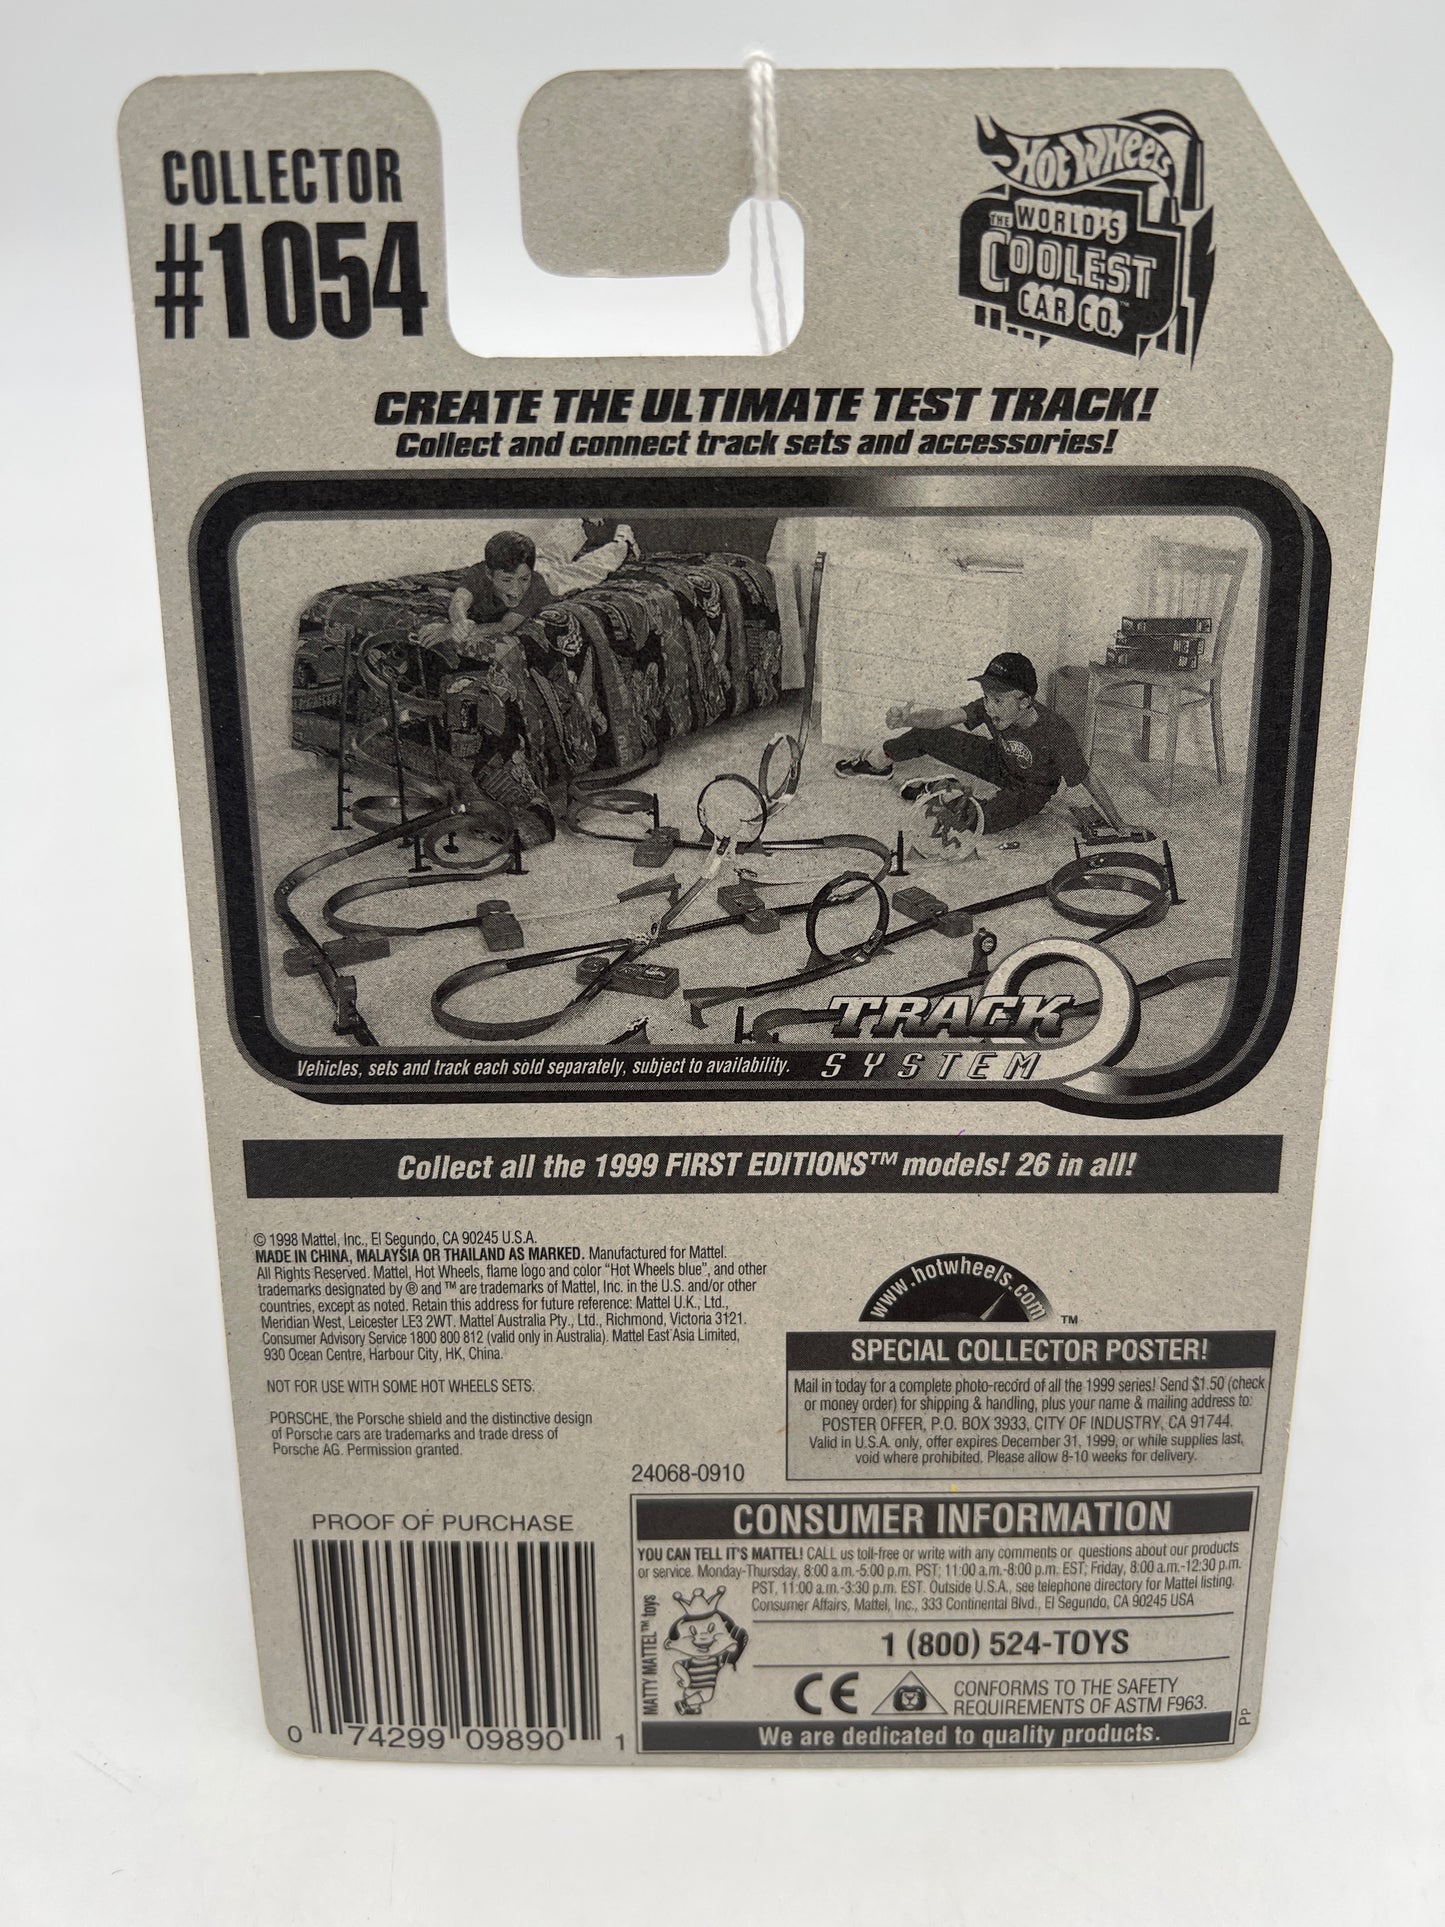 COLLECTOR
#1054
HOT WHEELS
THE WORLD'S
COOLEST
CAR CO.™
CREATE THE ULTIMATE TEST TRACK!
Collect and connect track sets and accessories!
TRACK
SYSTEM
Vehicles, sets and track each sold separately, subject to availability.
Collect all the 1999 FIRST EDITIONS™ models! 26 in all!
© 1998 Mattel, Inc., El Segundo, CA 90245 U.S.A.
MADE IN CHINA, MALAYSIA OR THAILAND AS MARKED. Manufactured for Mattel.
All Rights Reserved. Mattel, Hot Wheels, flame logo and color “Hot Wheels blue”, and other
trademarks designated by ® and ™ are trademarks of Mattel, Inc. in the U.S. and/or other
countries, except as noted. Retain this address for future reference: Mattel U.K., Ltd.,
Meridian West, Leicester LE3 2WT. Mattel Australia Pty., Ltd., Richmond, Victoria 3121.
Consumer Advisory Service 1800 800 812 (valid only in Australia). Mattel East Asia Limited,
930 Ocean Centre, Harbour City, HK, China.
NOT FOR USE WITH SOME HOT WHEELS SETS.
PORSCHE, the Porsche shield and the distinctive design
of Porsche cars are trademarks and trade dress of
Porsche AG. Permission granted.
24068-0910
www.hotwheels.com ™
SPECIAL COLLECTOR POSTER!
Mail in today for a complete photo-record of all the 1999 series! Send $1.50 (check
or money order) for shipping & handling, plus your name & mailing address to:
POSTER OFFER, P.O. BOX 3933, CITY OF INDUSTRY, CA 91744.
Valid in U.S.A. only, offer expires December 31, 1999, or while supplies last,
void where prohibited. Please allow 8-10 weeks for delivery.
PROOF OF PURCHASE
0 74299 09890 1
CONSUMER INFORMATION
YOU CAN TELL IT'S MATTEL! CALL us toll-free or write with any comments or questions about our products
or service. Monday-Thursday, 8:00 a.m.-5:00 p.m. PST; 11:00 a.m.-8:00 p.m. EST; Friday, 8:00 a.m.-12:30 p.m.
PST, 11:00 a.m.-3:30 p.m. EST. Outside U.S.A., see telephone directory for Mattel listing.
Consumer Affairs, Mattel, Inc., 333 Continental Blvd., El Segundo, CA 90245 USA
MATTY MATTEL™ toys
1 (800) 524-TOYS
CE
CONFORMS TO THE SAFETY
REQUIREMENTS OF ASTM F963.
We are dedicated to quality products.
PP